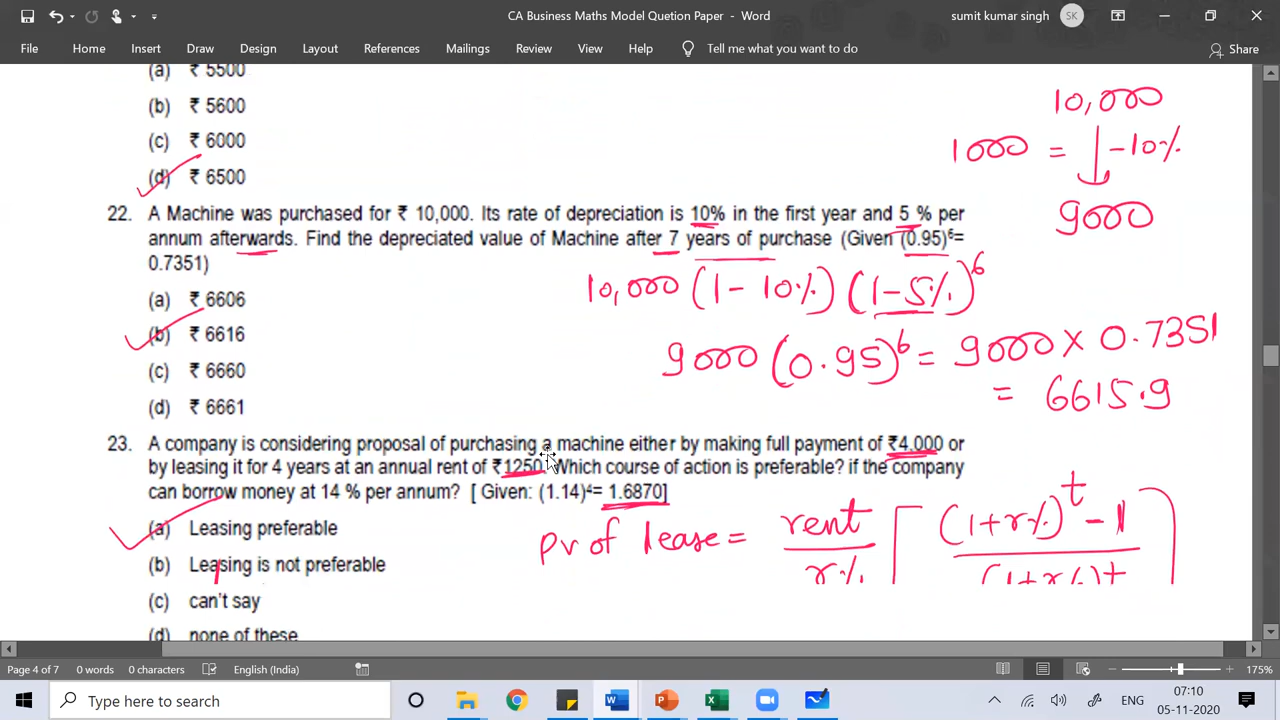 CA Business Maths Model Quetion Paper - Word
sumit kumar singh
SK
File Home Insert Draw Design Layout References Mailings Review View Help Tell me what you want to do
Share
(a) ₹ 5500
(b) ₹ 5600
(c) ₹ 6000
(d) ₹ 6500
10,000
1000 = -10%
9000
22. A Machine was purchased for ₹ 10,000. Its rate of depreciation is 10% in the first year and 5 % per
annum afterwards. Find the depreciated value of Machine after 7 years of purchase (Given (0.95)⁶=
0.7351)
10,000 (1 - 10%) (1 - 5%)⁶
(a) ₹ 6606
(b) ₹ 6616
9000 (0.95)⁶ = 9000 × 0.7351
(c) ₹ 6660
= 6615.9
(d) ₹ 6661
23. A company is considering proposal of purchasing a machine either by making full payment of ₹4,000 or
by leasing it for 4 years at an annual rent of ₹1250. Which course of action is preferable? if the company
can borrow money at 14 % per annum? [ Given: (1.14)⁴= 1.6870]
(a) Leasing preferable
pv of lease = rent / r% [ (1+r%)ᵗ - 1 / (1+r%)ᵗ ]
(b) Leasing is not preferable
(c) can't say
(d) none of these
Page 4 of 7 0 words 0 characters English (India)
175%
Type here to search
ENG
07:10
05-11-2020